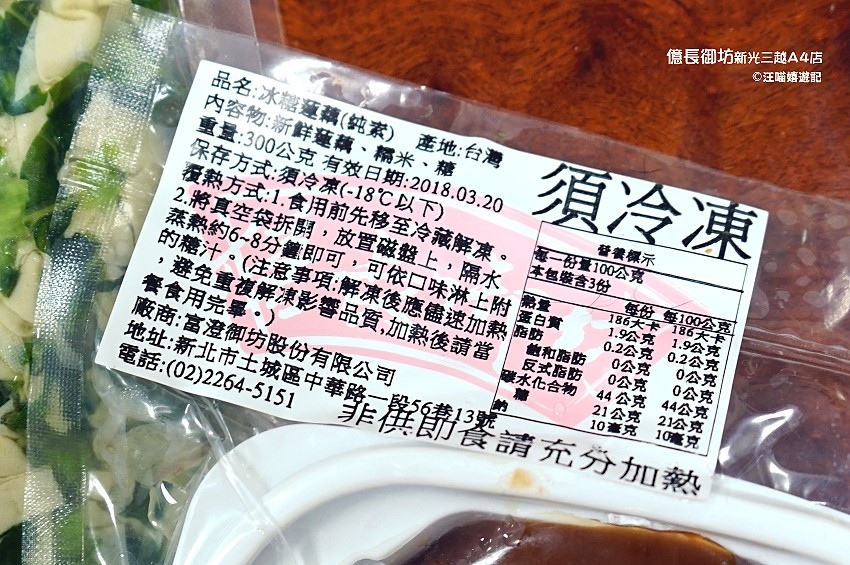 億長御坊新光三越A4店
©汪喵嬉遊記
品名:冰糖蓮藕(純素) 產地:台灣
內容物:新鮮蓮藕、糯米、糖
重量:300公克 有效日期:2018.03.20
保存方式:須冷凍(-18℃以下)
覆熱方式:1.食用前先移至冷藏解凍。
2.將真空袋拆開，放置磁盤上，隔水
蒸熱約6~8分鐘即可，可依口味淋上附
的糖汁。(注意事項:解凍後應儘速加熱
，避免重複解凍影響品質,加熱後請當
餐食用完畢。)
廠商:富澄御坊股份有限公司
地址:新北市土城區中華路一段56巷13號
電話:(02)2264-5151
須冷凍
營養標示
每一份量100公克
本包裝含3份
每份 每100公克
熱量 186大卡 186大卡
蛋白質 1.9公克 1.9公克
脂肪 0.2公克 0.2公克
飽和脂肪 0公克 0公克
反式脂肪 0公克 0公克
碳水化合物 44公克 44公克
糖 21公克 21公克
鈉 10毫克 10毫克
非供即食請充分加熱